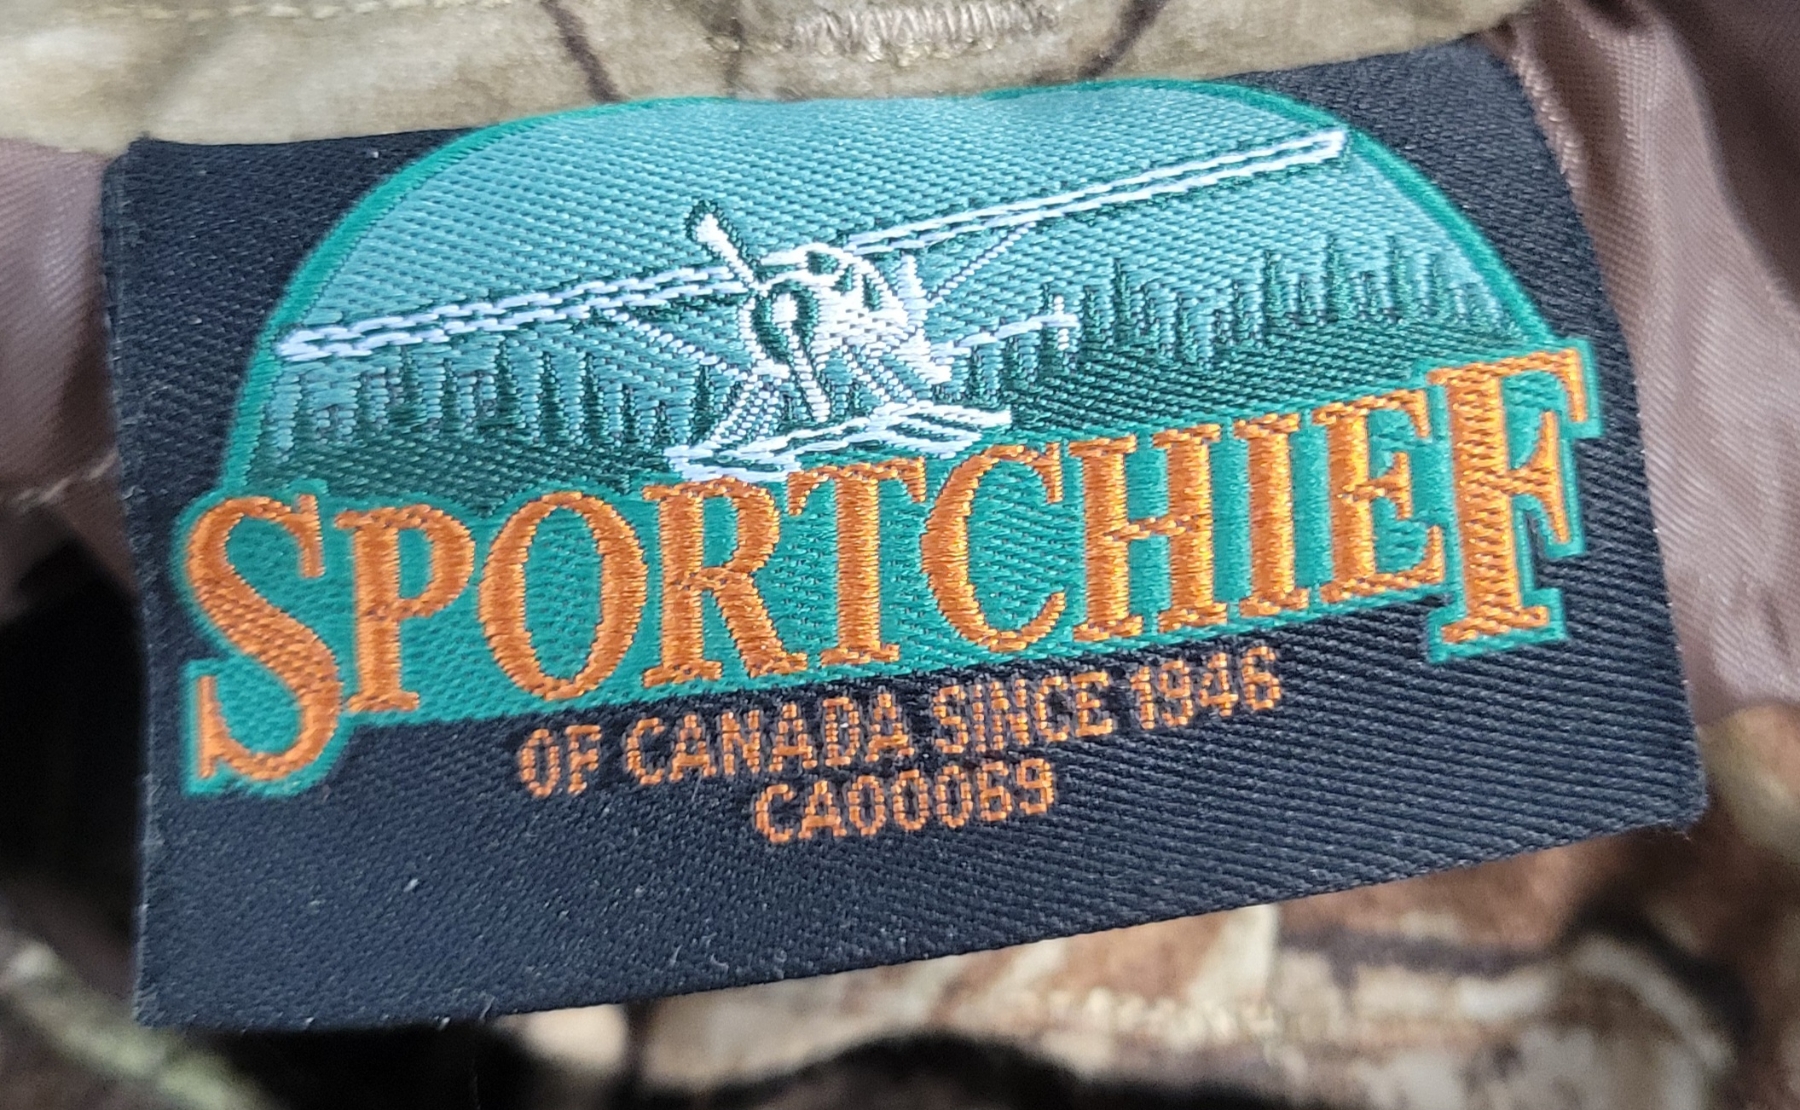 SPORTCHIEF
OF CANADA SINCE 1946
CA00069